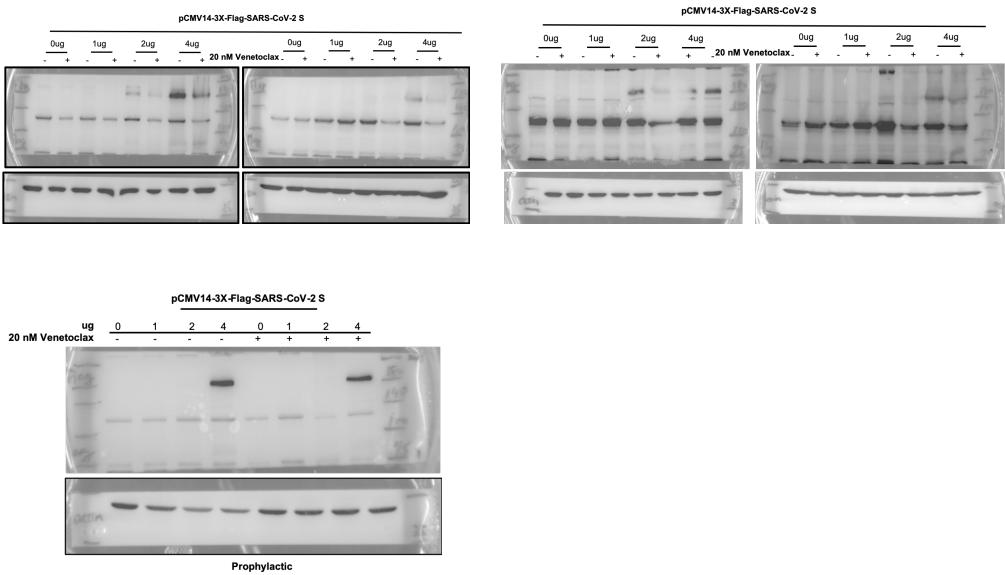 pCMV14-3X-Flag-SARS-CoV-2 S
0ug 1ug 2ug 4ug
0ug 1ug 2ug 4ug
- + - + - + - + 20 nM Venetoclax - + - + - + - +
pCMV14-3X-Flag-SARS-CoV-2 S
0ug 1ug 2ug 4ug
0ug 1ug 2ug 4ug
- + - + - + - + - 20 nM Venetoclax - + - + - + - +
pCMV14-3X-Flag-SARS-CoV-2 S
ug 0 1 2 4 0 1 2 4
20 nM Venetoclax - - - - + + + +
Prophylactic